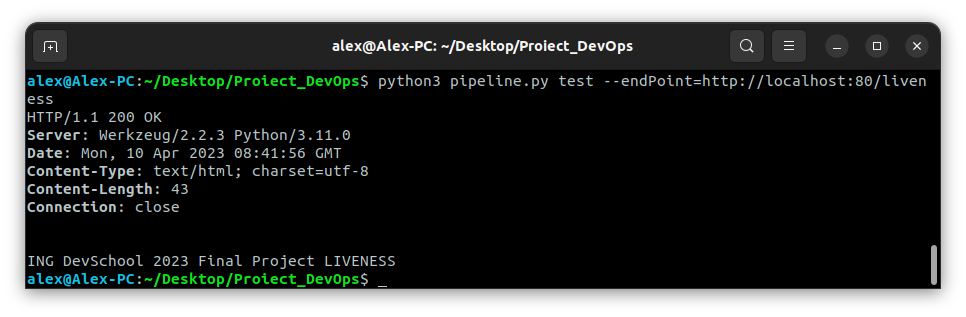 alex@Alex-PC: ~/Desktop/Proiect_DevOps
alex@Alex-PC:~/Desktop/Proiect_DevOps$ python3 pipeline.py test --endPoint=http://localhost:80/liven
ess
HTTP/1.1 200 OK
Server: Werkzeug/2.2.3 Python/3.11.0
Date: Mon, 10 Apr 2023 08:41:56 GMT
Content-Type: text/html; charset=utf-8
Content-Length: 43
Connection: close
ING DevSchool 2023 Final Project LIVENESS
alex@Alex-PC:~/Desktop/Proiect_DevOps$ _